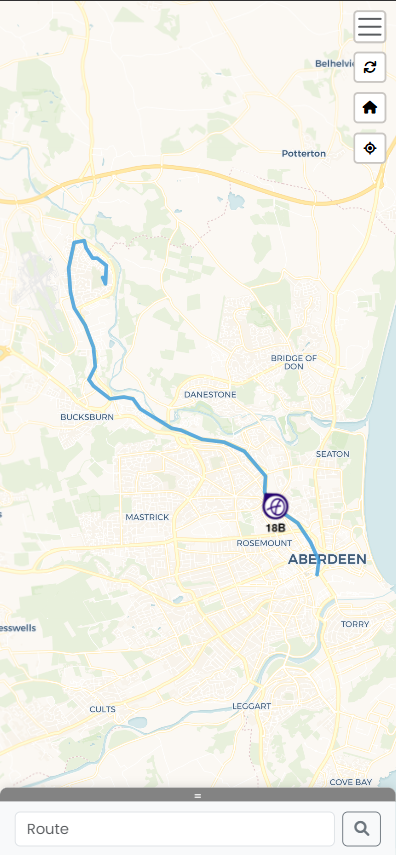 Belhelvie
Potterton
BRIDGE OF
DON
DANESTONE
BUCKSBURN
SEATON
MASTRICK
18B
ROSEMOUNT
ABERDEEN
TORRY
esswells
CULTS
LEGGART
COVE BAY
Route